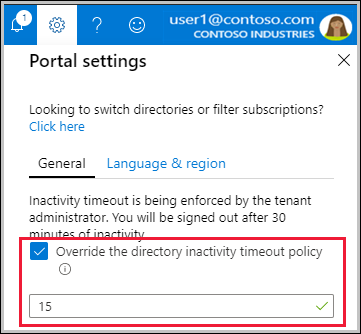 1
user1@contoso.com
CONTOSO INDUSTRIES
Portal settings
Looking to switch directories or filter subscriptions?
Click here
General Language & region
Inactivity timeout is being enforced by the tenant
administrator. You will be signed out after 30
minutes of inactivity
Override the directory inactivity timeout policy
15